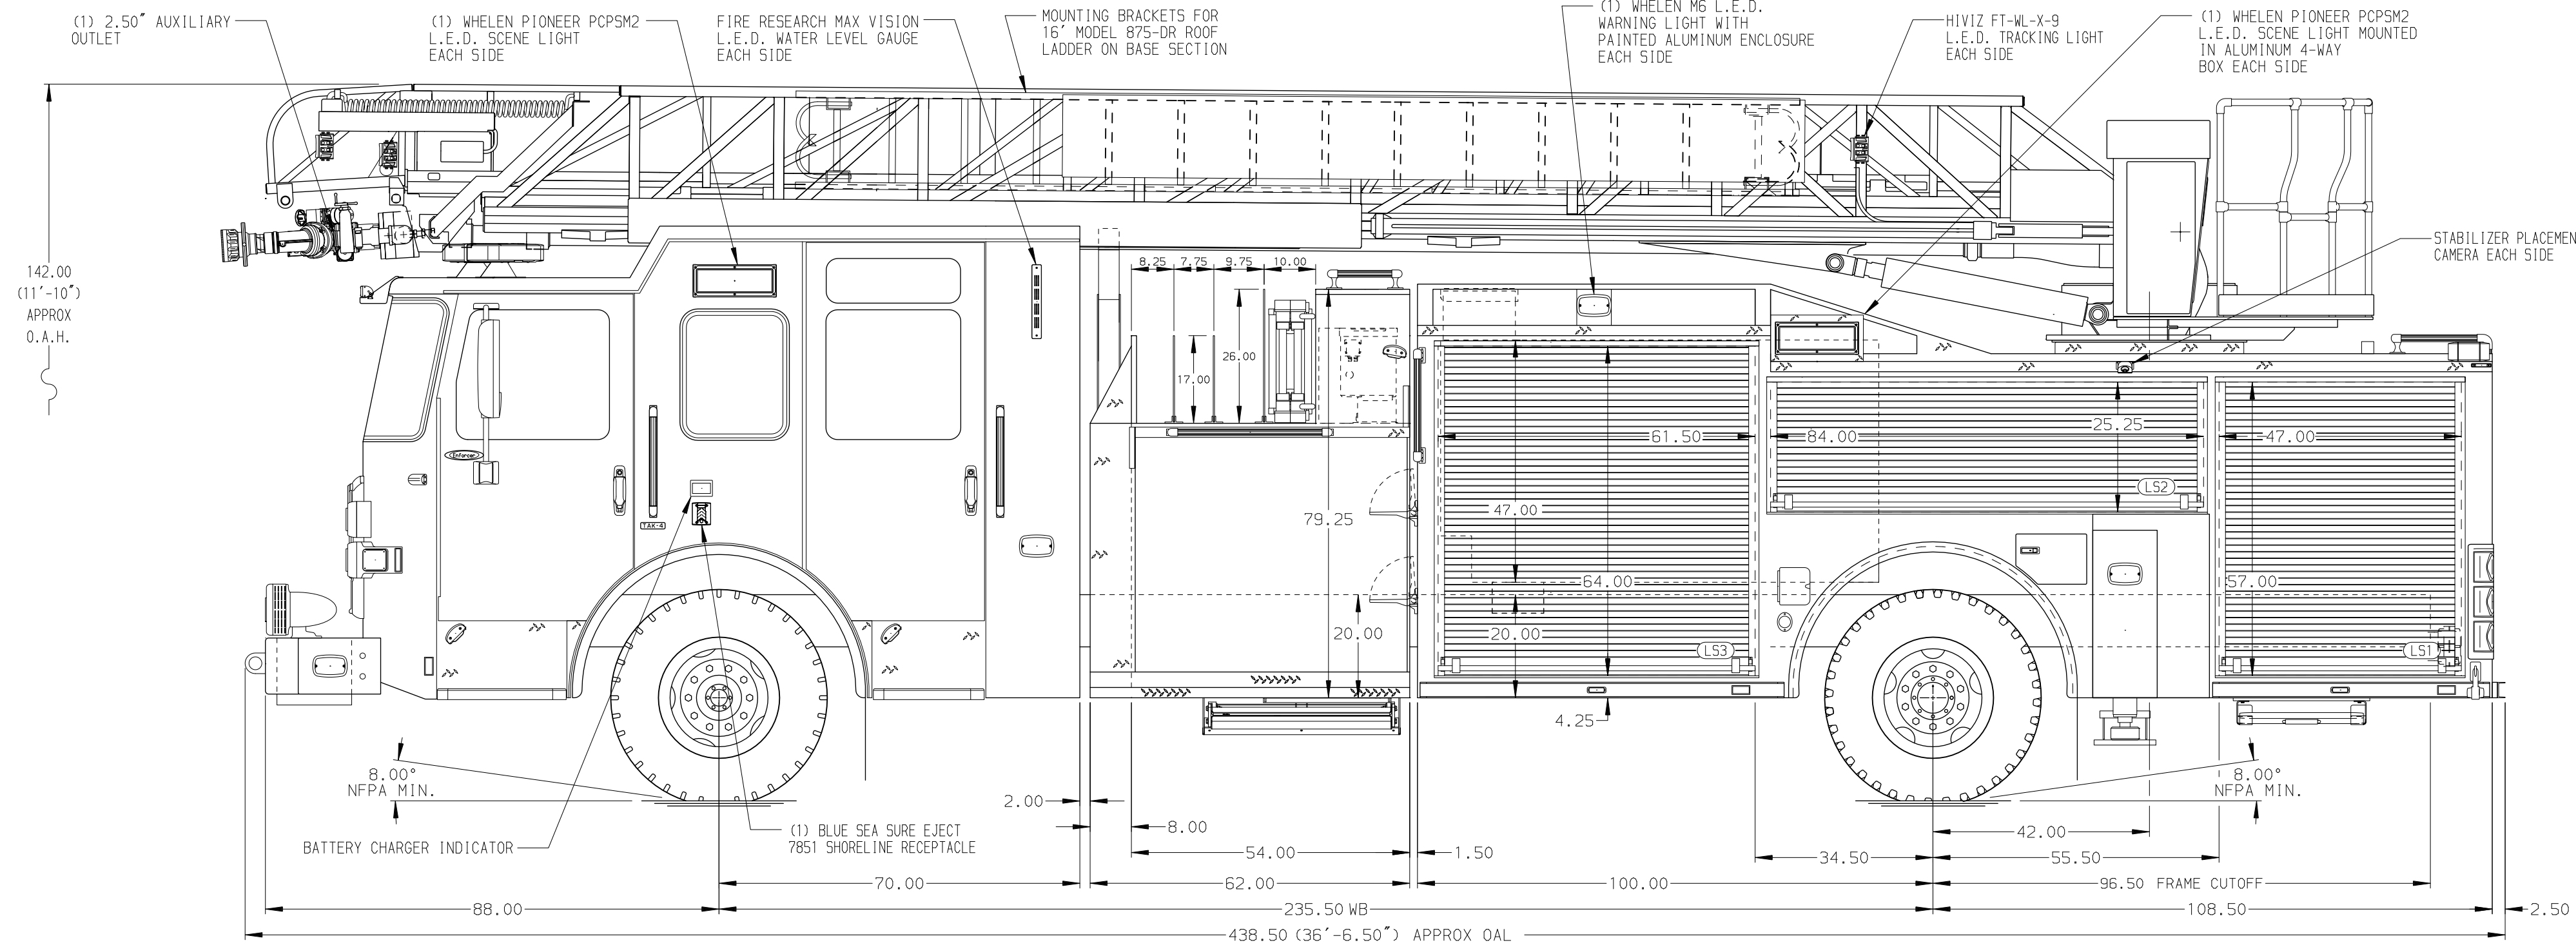 (1) 2.50" AUXILIARY
OUTLET
(1) WHELEN PIONEER PCPSM2
L.E.D. SCENE LIGHT
EACH SIDE
FIRE RESEARCH MAX VISION
L.E.D. WATER LEVEL GAUGE
EACH SIDE
MOUNTING BRACKETS FOR
16' MODEL 875-DR ROOF
LADDER ON BASE SECTION
(1) WHELEN M6 L.E.D.
WARNING LIGHT WITH
PAINTED ALUMINUM ENCLOSURE
EACH SIDE
HIVIZ FT-WL-X-9
L.E.D. TRACKING LIGHT
EACH SIDE
(1) WHELEN PIONEER PCPSM2
L.E.D. SCENE LIGHT MOUNTED
IN ALUMINUM 4-WAY
BOX EACH SIDE
STABILIZER PLACEMEN
CAMERA EACH SIDE
142.00
(11'-10")
APPROX
O.A.H.
8.25
7.75
9.75
10.00
17.00
26.00
Enforcer
TAK-4
79.25
20.00
61.50
47.00
64.00
20.00
LS3
4.25
84.00
25.25
LS2
47.00
57.00
LS1
8.00°
NFPA MIN.
8.00°
NFPA MIN.
BATTERY CHARGER INDICATOR
(1) BLUE SEA SURE EJECT
7851 SHORELINE RECEPTACLE
2.00
8.00
54.00
1.50
34.50
42.00
55.50
70.00
62.00
100.00
96.50 FRAME CUTOFF
88.00
235.50 WB
108.50
2.50
438.50 (36'-6.50") APPROX OAL